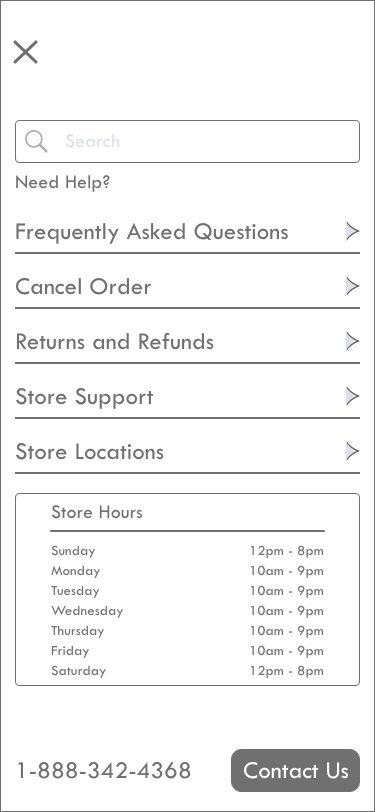 Search
Need Help?
Frequently Asked Questions
Cancel Order
Returns and Refunds
Store Support
Store Locations
Store Hours
Sunday 12pm - 8pm
Monday 10am - 9pm
Tuesday 10am - 9pm
Wednesday 10am - 9pm
Thursday 10am - 9pm
Friday 10am - 9pm
Saturday 12pm - 8pm
1-888-342-4368 Contact Us